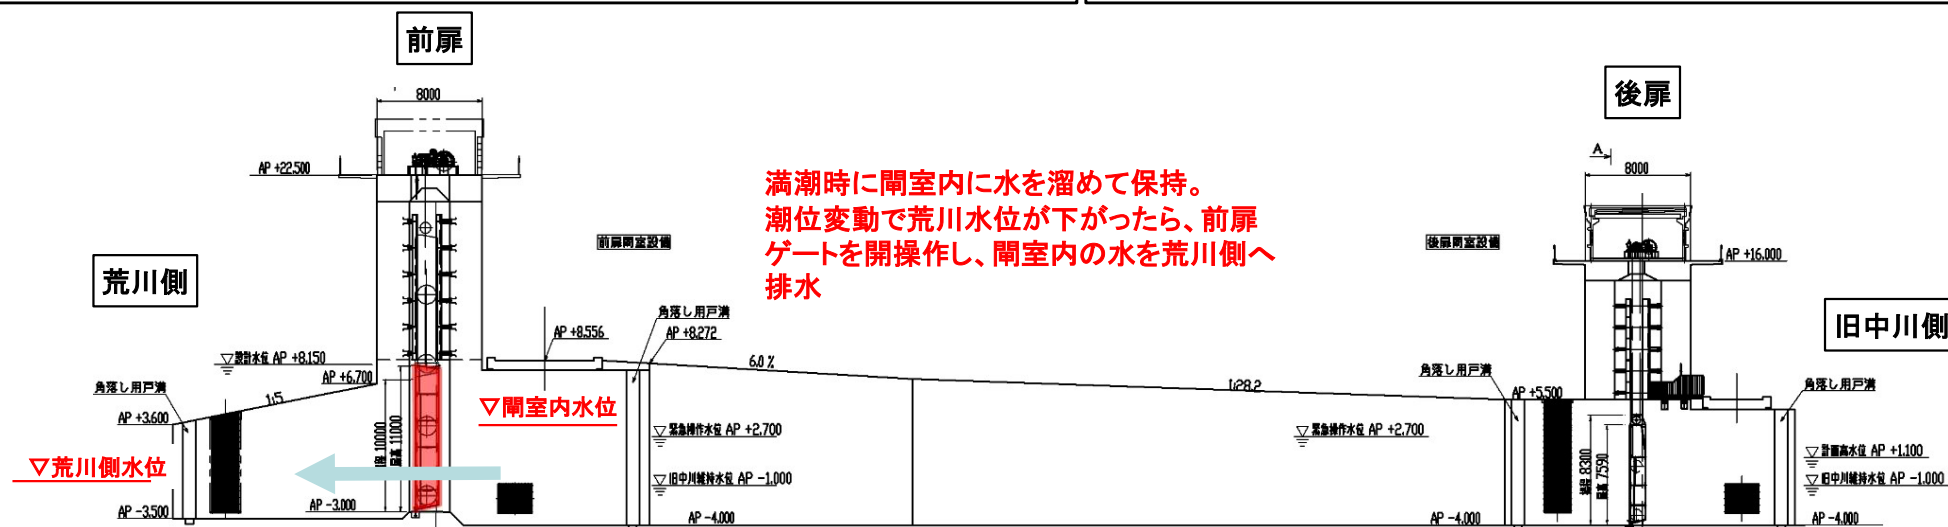 前扉
8000
AP +22.500
荒川側
設計水位 AP +8.150
AP +6.700
角落し用戸溝
1:5
AP +3.600
▽荒川側水位
AP -3.500
AP -3.000
扉高 11000
満潮時に閘室内に水を溜めて保持。
潮位変動で荒川水位が下がったら、前扉
ゲートを開操作し、閘室内の水を荒川側へ
排水
前扉閘室設備
AP +8.556
角落し用戸溝
AP +8.272
6.0 %
▽閘室内水位
▽ 緊急操作水位 AP +2.700
▽ 旧中川維持水位 AP -1.000
AP -4.000
1:28.2
後扉
A
8000
後扉閘室設備
AP +16.000
旧中川側
角落し用戸溝
AP +5.500
角落し用戸溝
▽ 緊急操作水位 AP +2.700
揚程 8300
扉高 7590
▽ 計画高水位 AP +1.100
▽ 旧中川維持水位 AP -1.000
AP -4.000
AP -4.000